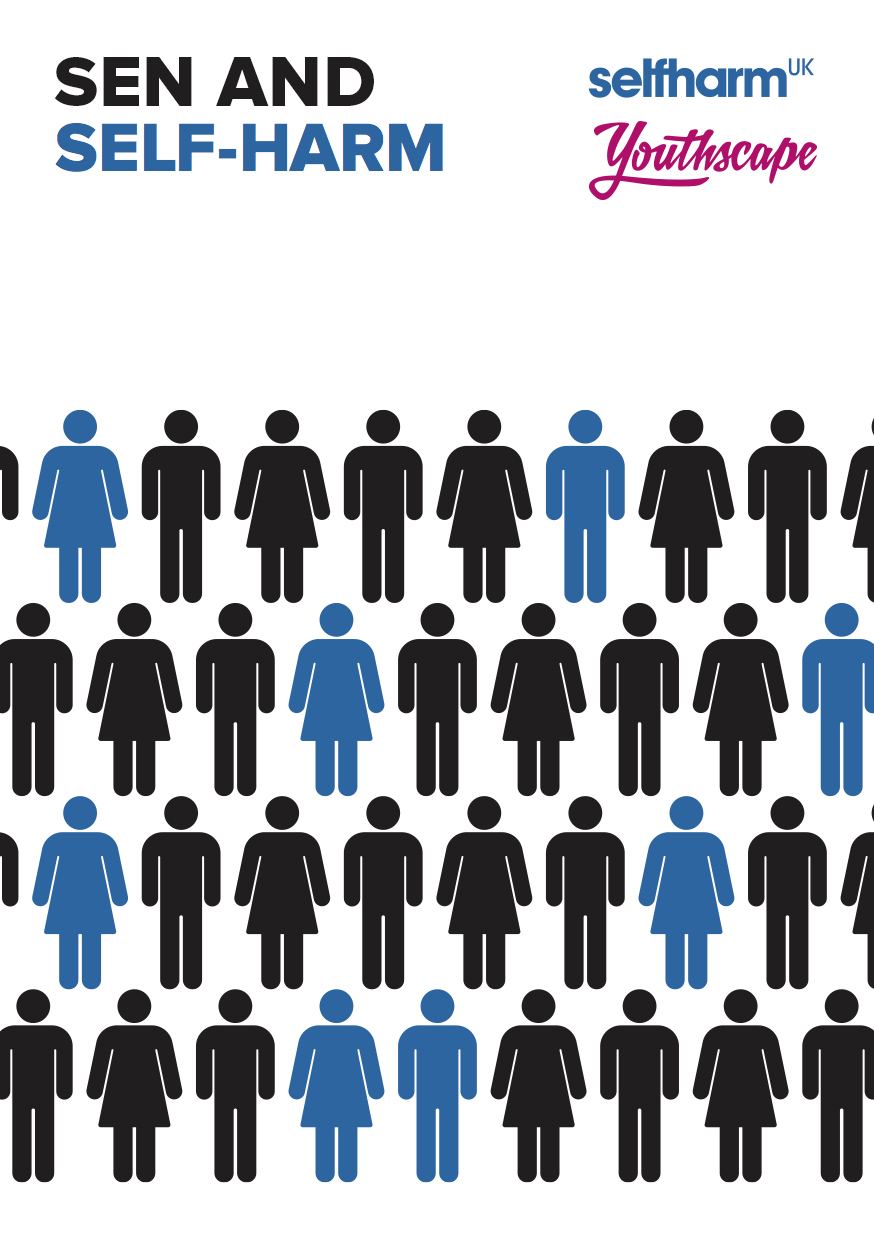 SEN AND
SELF-HARM
selfharmUK
Youthscape